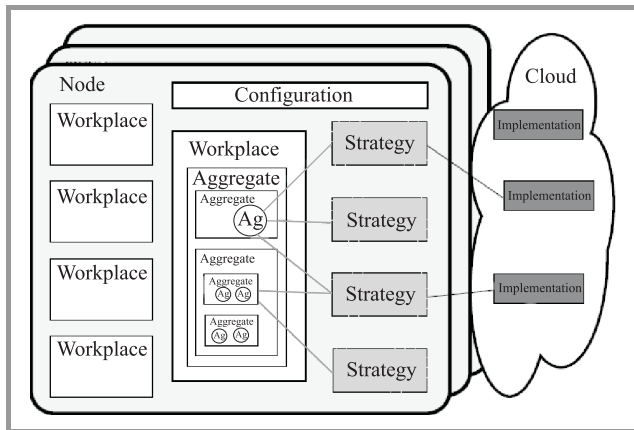 Node
Configuration
Cloud
Workplace
Workplace
Workplace
Workplace
Workplace
Aggregate
Aggregate
Ag
Aggregate
Aggregate
Ag Ag
Aggregate
Ag Ag
Strategy
Strategy
Strategy
Strategy
Implementation
Implementation
Implementation